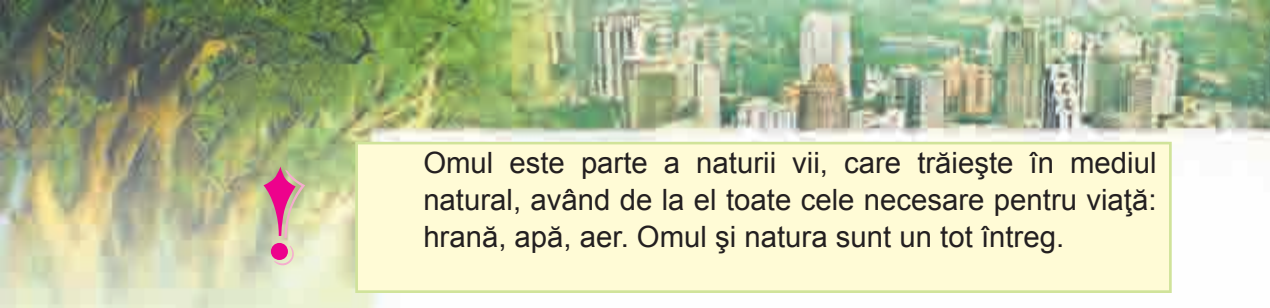 Omul este parte a naturii vii, care trăieşte în mediul
natural, având de la el toate cele necesare pentru viaţă:
hrană, apă, aer. Omul şi natura sunt un tot întreg.